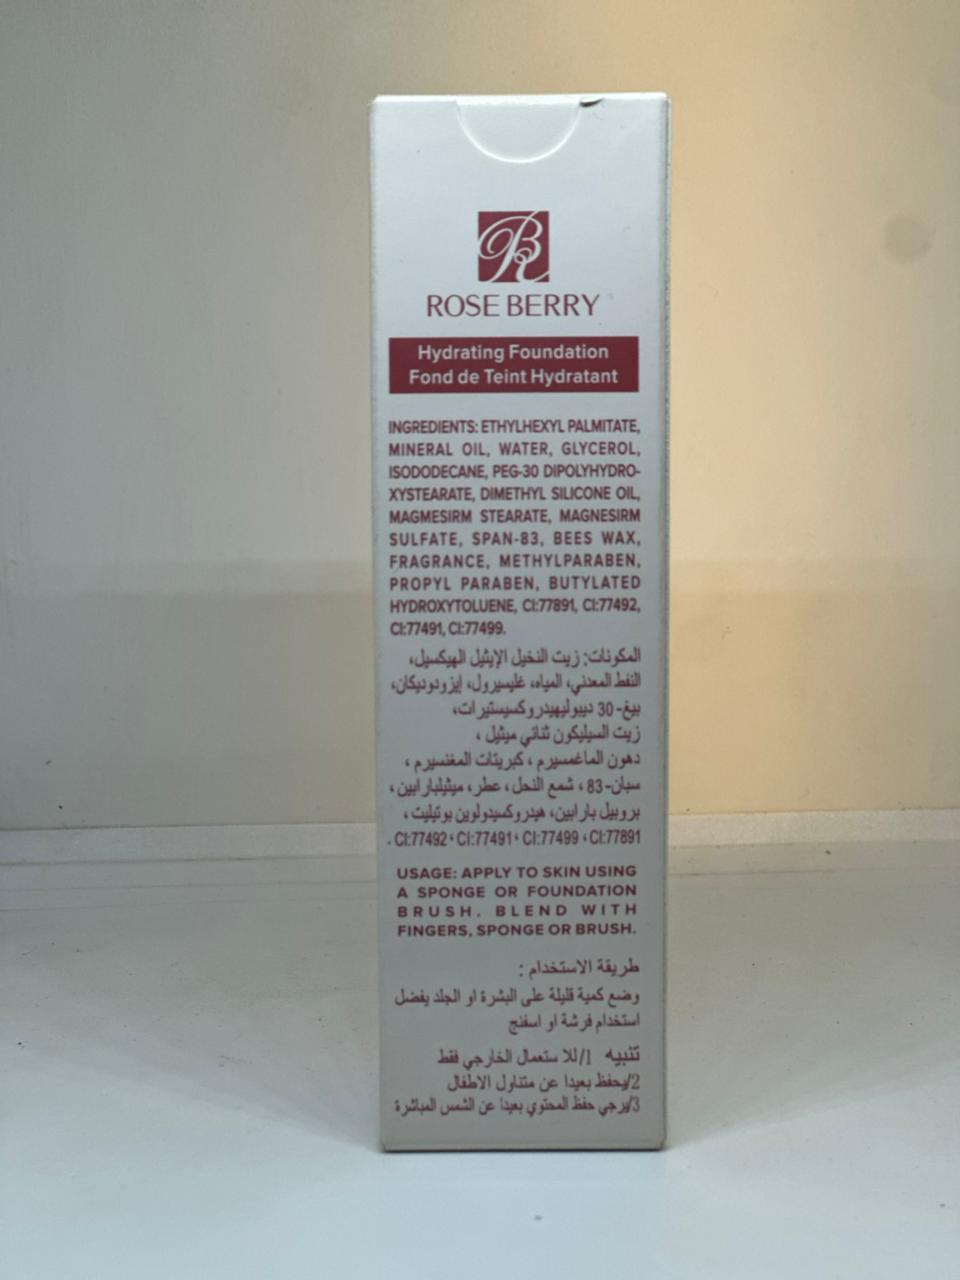 ROSE BERRY
Hydrating Foundation
Fond de Teint Hydratant
INGREDIENTS: ETHYLHEXYL PALMITATE,
MINERAL OIL, WATER, GLYCEROL,
ISODODECANE, PEG-30 DIPOLYHYDRO-
XYSTEARATE, DIMETHYL SILICONE OIL,
MAGMESIRM STEARATE, MAGNESIRM
SULFATE, SPAN-83, BEES WAX,
FRAGRANCE, METHYLPARABEN,
PROPYL PARABEN, BUTYLATED
HYDROXYTOLUENE, CI:77891, CI:77492,
CI:77491, CI:77499.
المكونات: زيت النخيل الإيثيل الهيكسيل،
النفط المعدني، المياه، غليسيرول، إيزودوديكان،
بيغ-30 ديبوليهيدروكسيستيرات،
زيت السيليكون ثنائي ميثيل ،
دهون الماغمسيرم ، كبريتات المغنسيرم ،
سبان-83 ، شمع النحل ، عطر، ميثيلبارابين ،
بروبيل بارابين، هيدروكسيدولوين بوتيليت ،
CI:77891 ، CI:77499 ، CI:77491 ، CI:77492 .
USAGE: APPLY TO SKIN USING
A SPONGE OR FOUNDATION
BRUSH. BLEND WITH
FINGERS, SPONGE OR BRUSH.
طريقة الاستخدام :
وضع كمية قليلة على البشرة او الجلد يفضل
استخدام فرشة او اسفنج
تنبيه 1/للا ستعمال الخارجي فقط
2/يحفظ بعيدا عن متناول الاطفال
3/يرجي حفظ المحتوي بعيدا عن الشمس المباشرة